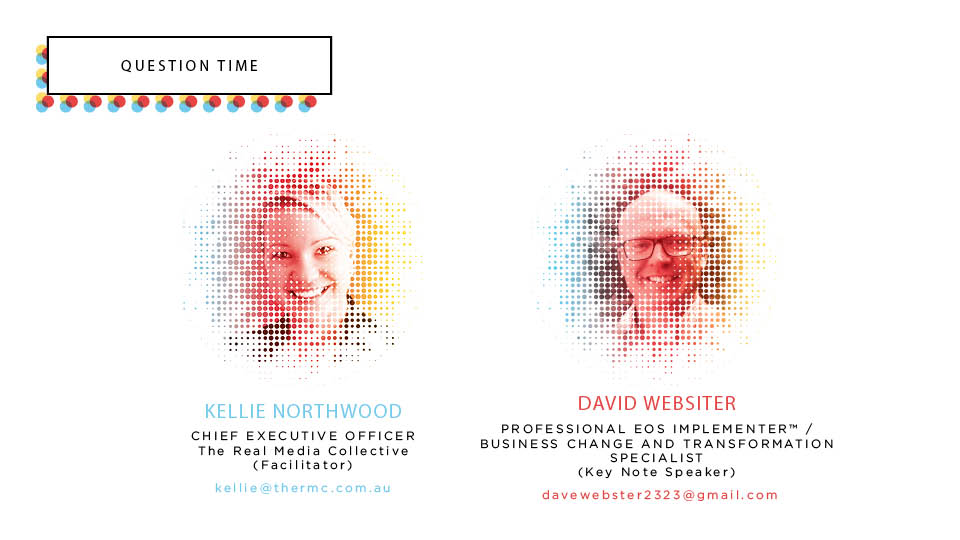 QUESTION TIME
KELLIE NORTHWOOD
CHIEF EXECUTIVE OFFICER
The Real Media Collective
(Facilitator)
kellie@thermc.com.au
DAVID WEBSITER
PROFESSIONAL EOS IMPLEMENTER™ /
BUSINESS CHANGE AND TRANSFORMATION
SPECIALIST
(Key Note Speaker)
davewebster2323@gmail.com